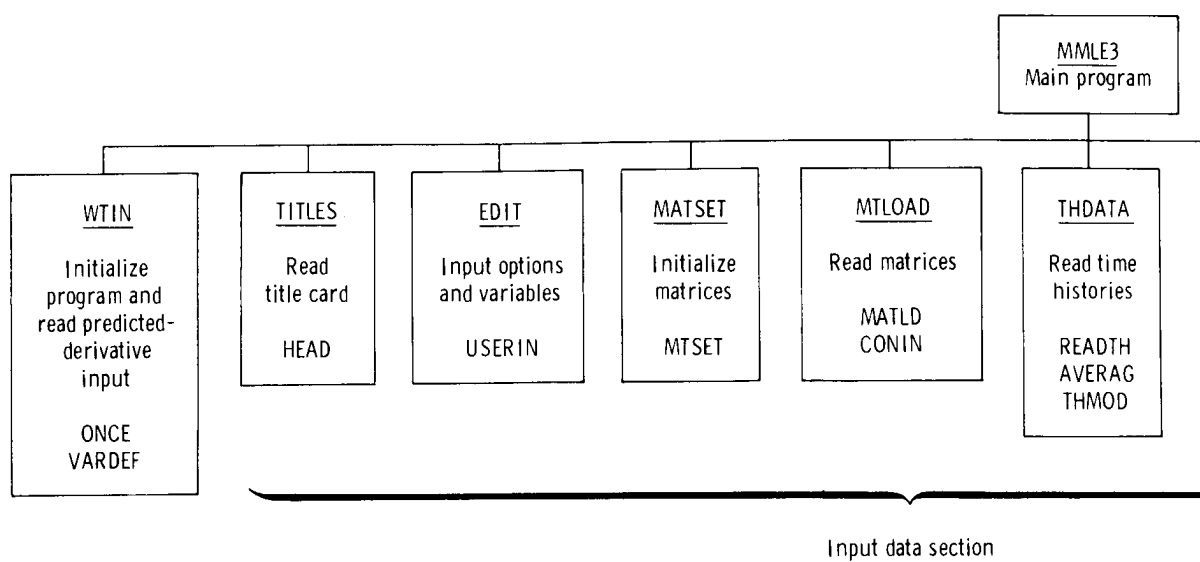 MMLE3
Main program
WTIN
Initialize
program and
read predicted-
derivative
input
ONCE
VARDEF
TITLES
Read
title card
HEAD
EDIT
Input options
and variables
USERIN
MATSET
Initialize
matrices
MTSET
MTLOAD
Read matrices
MATLD
CONIN
THDATA
Read time
histories
READTH
AVERAG
THMOD
Input data section